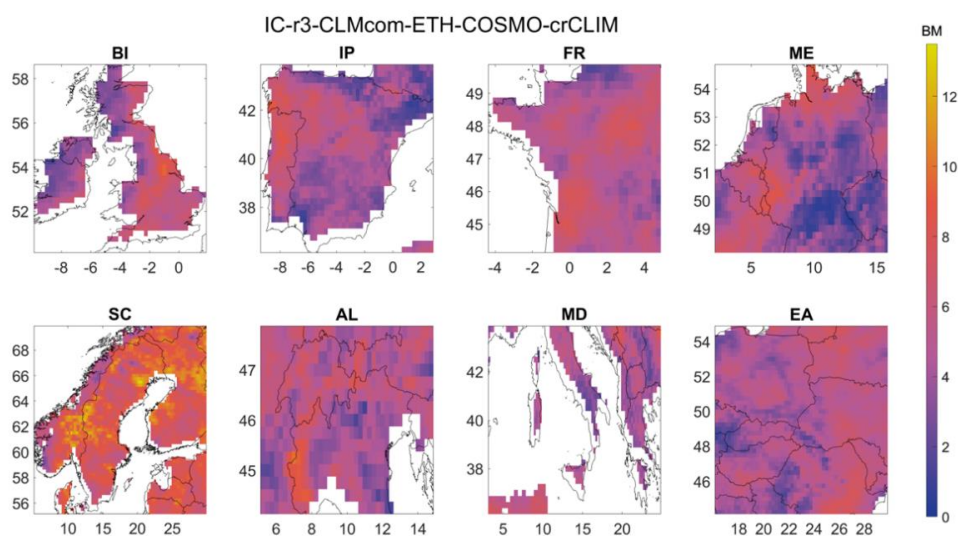 IC-r3-CLMcom-ETH-COSMO-crCLIM
BI
IP
FR
ME
BM
58
56
54
52
-8 -6 -4 -2 0
42
40
38
-8 -6 -4 -2 0 2
49
48
47
46
45
-4 -2 0 2 4
54
53
52
51
50
49
5 10 15
12
10
8
6
4
2
0
SC
AL
MD
EA
68
66
64
62
60
58
56
10 15 20 25
47
46
45
6 8 10 12 14
42
40
38
5 10 15 20
54
52
50
48
46
18 20 22 24 26 28